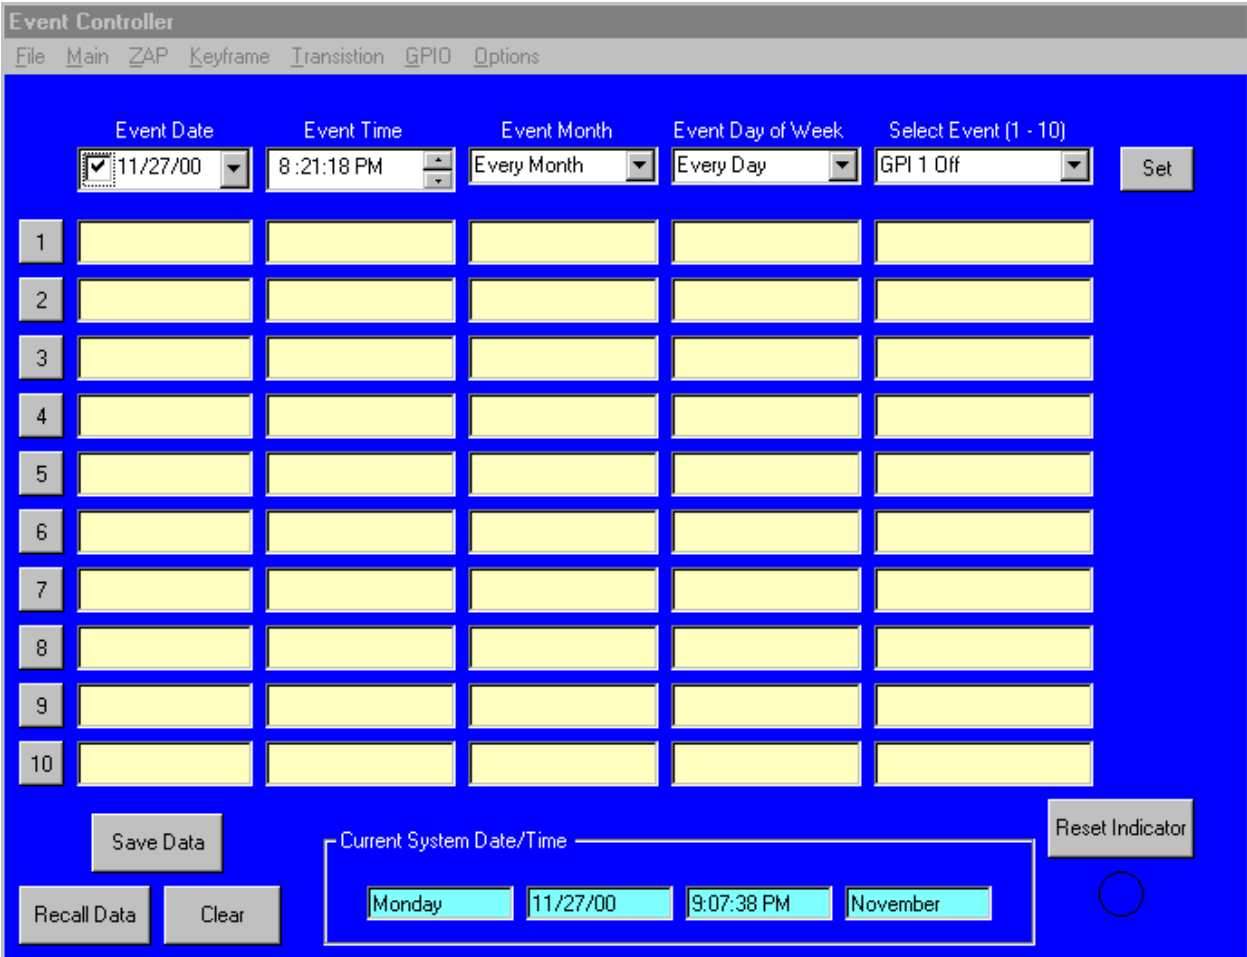 Event Controller
File Main ZAP Keyframe Transistion GPIO Options
Event Date Event Time Event Month Event Day of Week Select Event (1 - 10)
11/27/00 8 :21:18 PM Every Month Every Day GPI 1 Off Set
1
2
3
4
5
6
7
8
9
10
Save Data
Reset Indicator
Current System Date/Time
Recall Data Clear
Monday 11/27/00 9:07:38 PM November